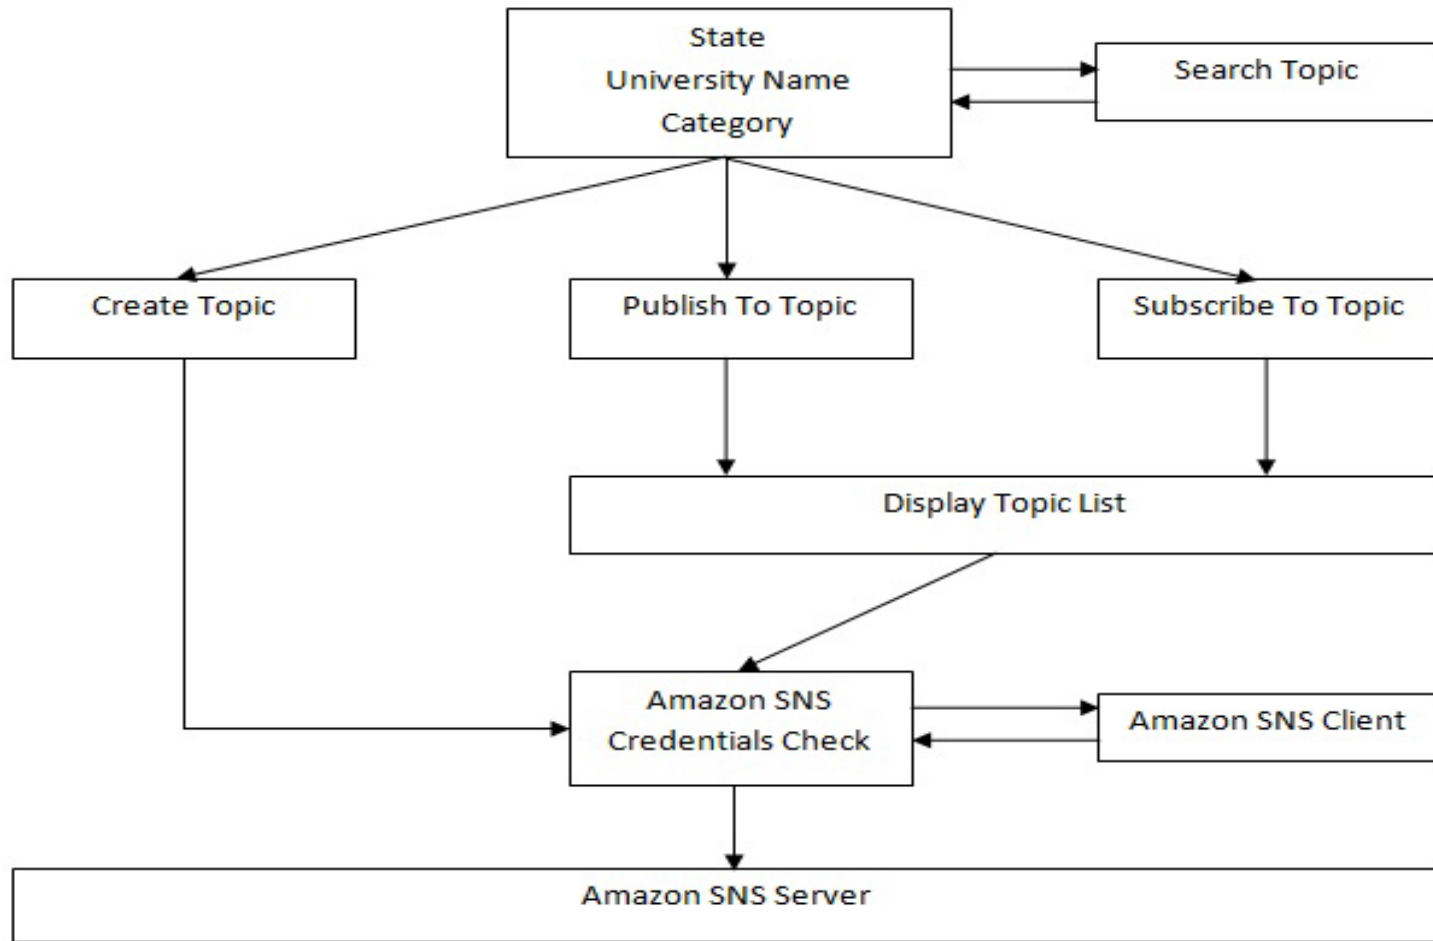 State
University Name
Category
Search Topic
Create Topic
Publish To Topic
Subscribe To Topic
Display Topic List
Amazon SNS
Credentials Check
Amazon SNS Client
Amazon SNS Server